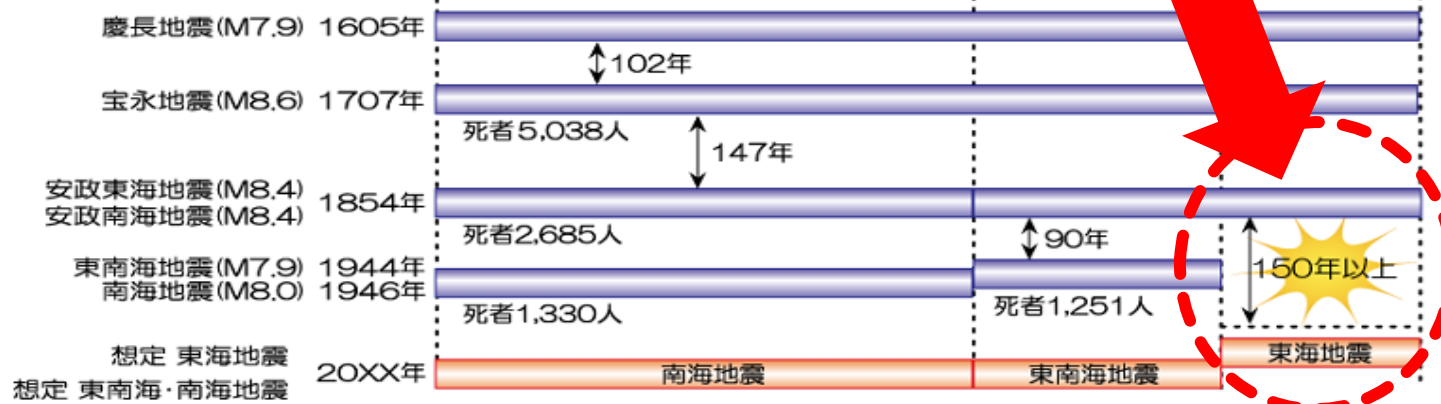 慶長地震(M7.9) 1605年
102年
宝永地震(M8.6) 1707年
死者5,038人
147年
安政東海地震(M8.4)
安政南海地震(M8.4)
1854年
死者2,685人
90年
150年以上
東南海地震(M7.9) 1944年
南海地震(M8.0) 1946年
死者1,330人
死者1,251人
想定 東海地震
想定 東南海・南海地震
20XX年
南海地震
東南海地震
東海地震